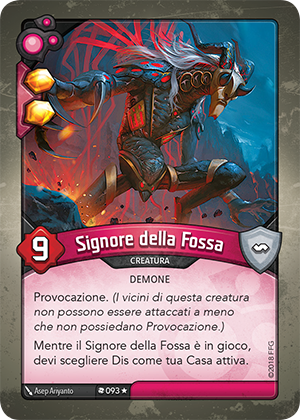 Signore della Fossa
9
CREATURA
DEMONE
Provocazione. (I vicini di questa creatura
non possono essere attaccati a meno
che non possiedano Provocazione.)
Mentre il Signore della Fossa è in gioco,
devi scegliere Dis come tua Casa attiva.
©2018 FFG
Asep Ariyanto
093